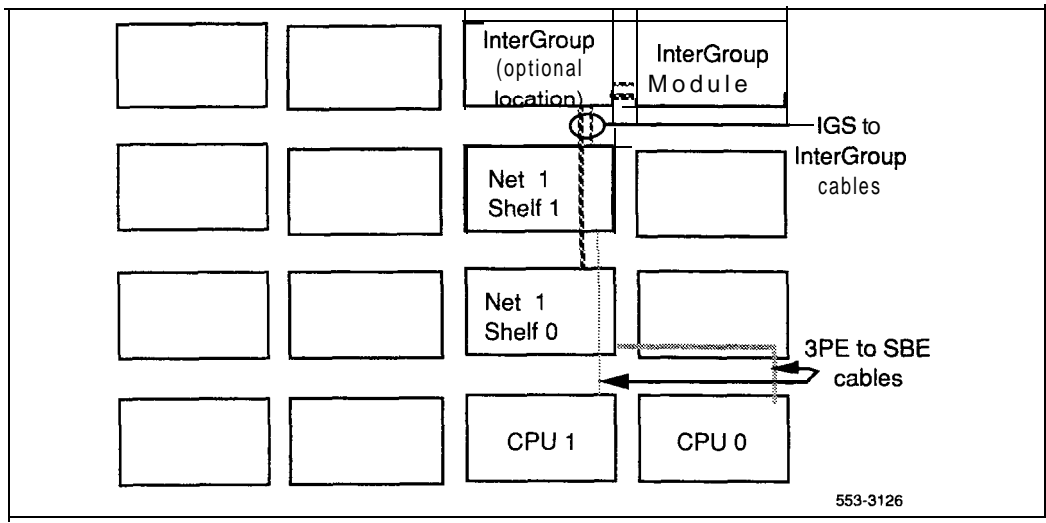 InterGroup
(optional
location)
InterGroup
Module
IGS to
InterGroup
cables
Net 1
Shelf 1
Net 1
Shelf 0
3PE to SBE
cables
CPU 1
CPU 0
553-3126